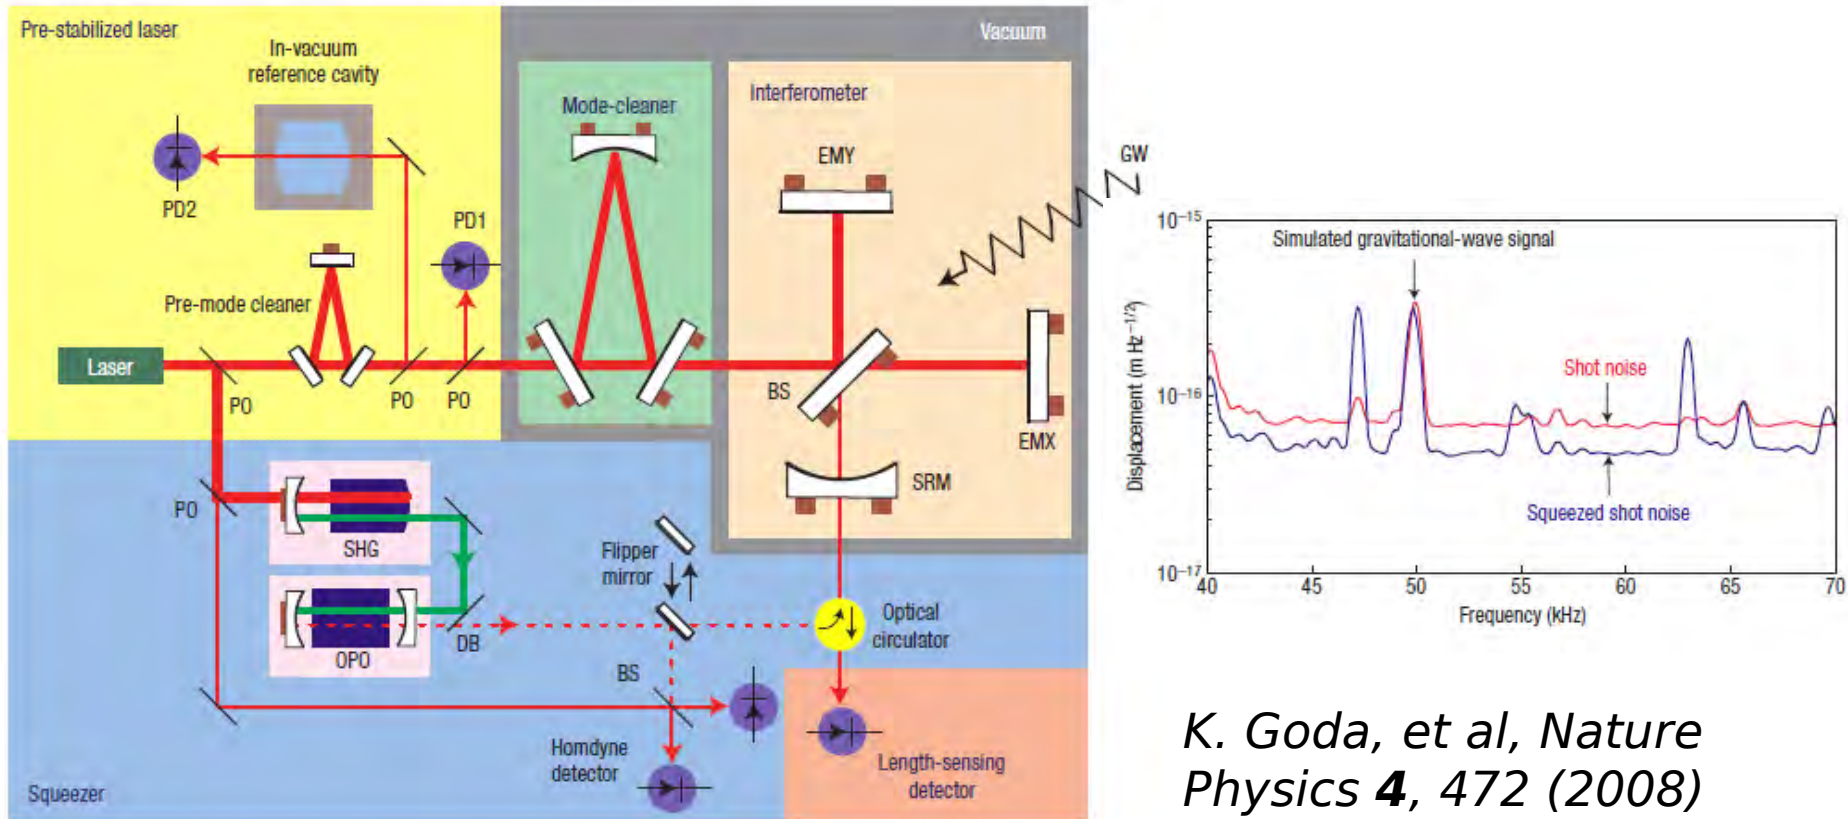 Pre-stabilized laser
In-vacuum
reference cavity
PD2
PD1
Pre-mode cleaner
Laser
PO
PO
PO
Vacuum
Mode-cleaner
Interferometer
EMY
BS
EMX
SRM
GW
PO
SHG
OPO
DB
Flipper
mirror
Optical
circulator
BS
Homdyne
detector
Squeezer
Length-sensing
detector
10−15
10−16
10−17
Displacement (m Hz−1/2)
Simulated gravitational-wave signal
Shot noise
Squeezed shot noise
40
45
50
55
60
65
70
Frequency (kHz)
K. Goda, et al, Nature
Physics 4, 472 (2008)